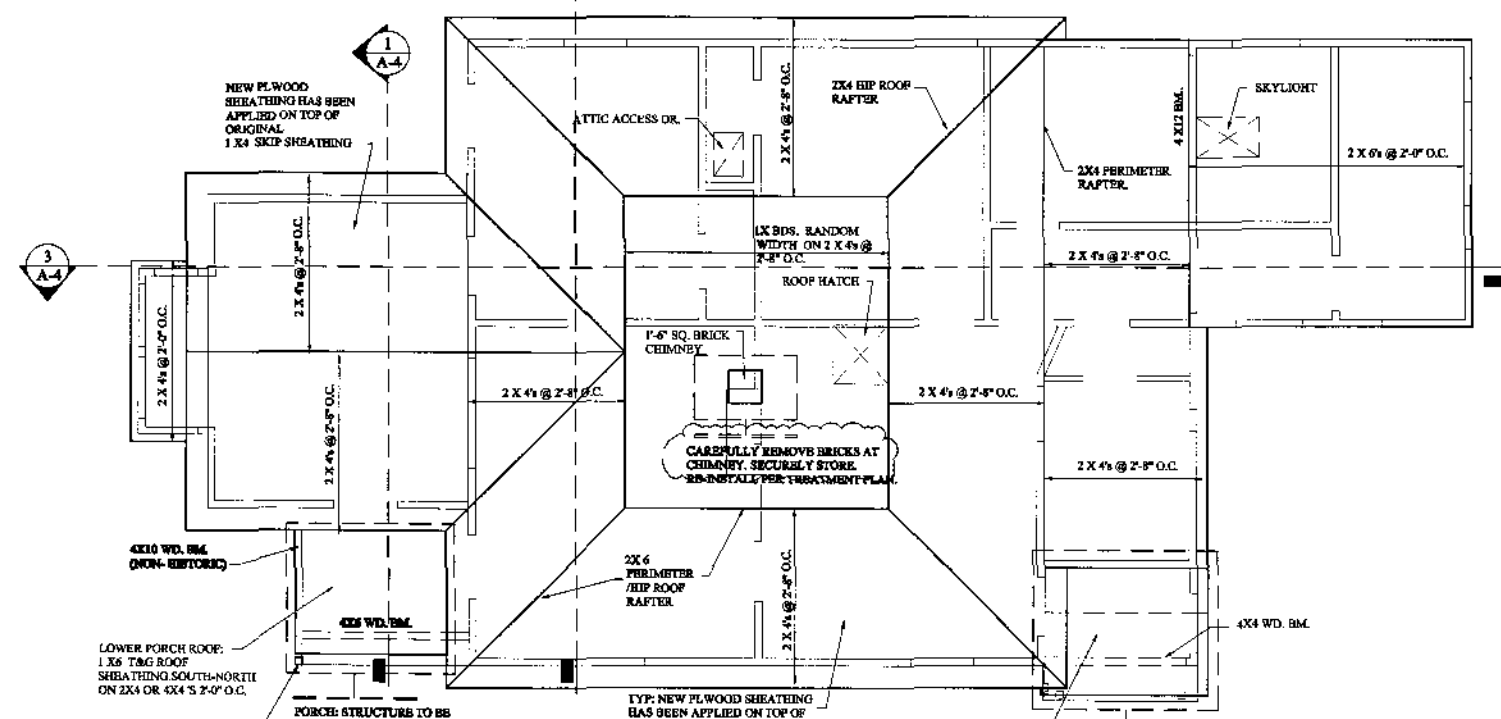 1
A-4
NEW PLWOOD
SHEATHING HAS BEEN
APPLIED ON TOP OF
ORIGINAL
1 X4 SKIP SHEATHING
ATTIC ACCESS DR.
2 X 4's @ 2'-8" O.C.
2X4 HIP ROOF
RAFTER
4 X12 BM.
SKYLIGHT
2 X 6's @ 2'-0" O.C.
2X4 PERIMETER
RAFTER
3
A-4
2 X 4's @ 2'-8" O.C.
1X BDS. RANDOM
WIDTH ON 2 X 4's @
2'-8" O.C.
2 X 4's @ 2'-8" O.C.
ROOF HATCH
2 X 4's @ 2'-0" O.C.
1'-6" SQ. BRICK
CHIMNEY
2 X 4's @ 2'-8" O.C.
2 X 4's @ 2'-8" O.C.
2 X 4's @ 2'-8" O.C.
CAREFULLY REMOVE BRICKS AT
CHIMNEY. SECURELY STORE.
RE-INSTALL PER TREATMENT PLAN.
2 X 4's @ 2'-8" O.C.
4X10 WD. BM.
(NON- HISTORIC)
2X 6
PERIMETER
/HIP ROOF
RAFTER
2 X 4's @ 2'-8" O.C.
4X6 WD. BM.
4X4 WD. BM.
LOWER PORCH ROOF:
1 X6 T&G ROOF
SHEATHING SOUTH-NORTH
ON 2X4 OR 4X4 'S 2'-0" O.C.
PORCH: STRUCTURE TO BE
TYP: NEW PLWOOD SHEATHING
HAS BEEN APPLIED ON TOP OF